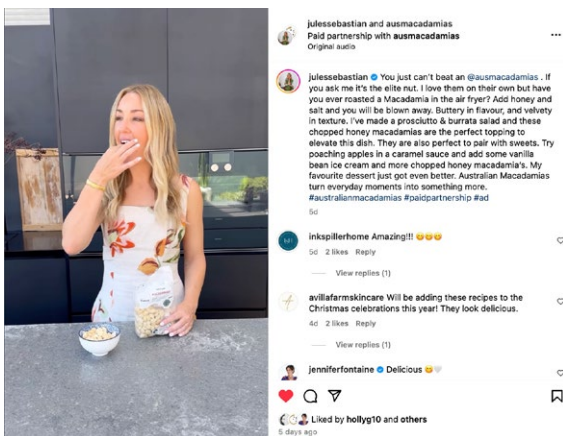 julessebastian and ausmacadamias
Paid partnership with ausmacadamias
Original audio
julessebastian You just can't beat an @ausmacadamias . If
you ask me it's the elite nut. I love them on their own but have
you ever roasted a Macadamia in the air fryer? Add honey and
salt and you will be blown away. Buttery in flavour, and velvety
in texture. I've made a prosciutto & burrata salad and these
chopped honey macadamias are the perfect topping to
elevate this dish. They are also perfect to pair with sweets. Try
poaching apples in a caramel sauce and add some vanilla
bean ice cream and more chopped honey macadamia's. My
favourite dessert just got even better. Australian Macadamias
turn everyday moments into something more.
#australianmacadamias #paidpartnership #ad
5d
inkspillerhome Amazing!!! 😋😋😋
5d 2 likes Reply
View replies (1)
avillafarmskincare Will be adding these recipes to the
Christmas celebrations this year! They look delicious.
4d 2 likes Reply
View replies (1)
jenniferfontaine Delicious 😋🤍
Liked by hollyg10 and others
5 days ago